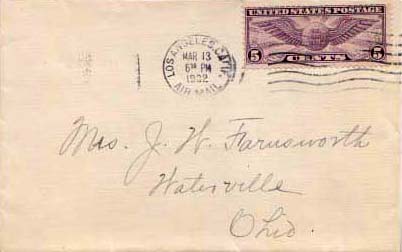 UNITED STATES POSTAGE
5 CENTS 5
LOS ANGELES, CALIF.
MAR 13
6 PM
1932
AIR MAIL
Mrs. J. W. Farnsworth
Waterville
Ohio.